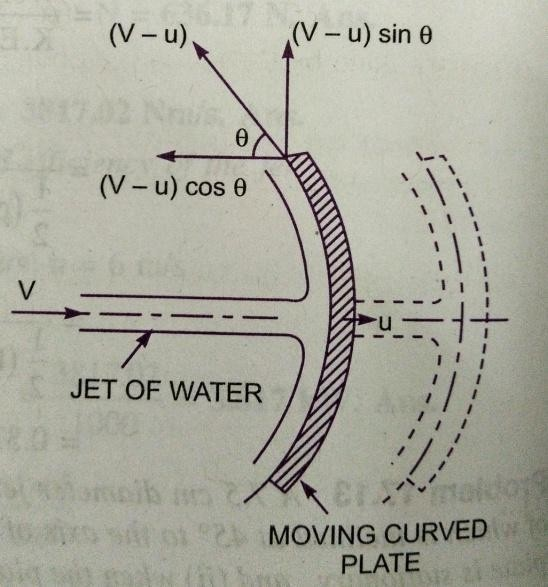 (V – u)
(V – u) sin θ
θ
(V – u) cos θ
V
u
JET OF WATER
MOVING CURVED
PLATE